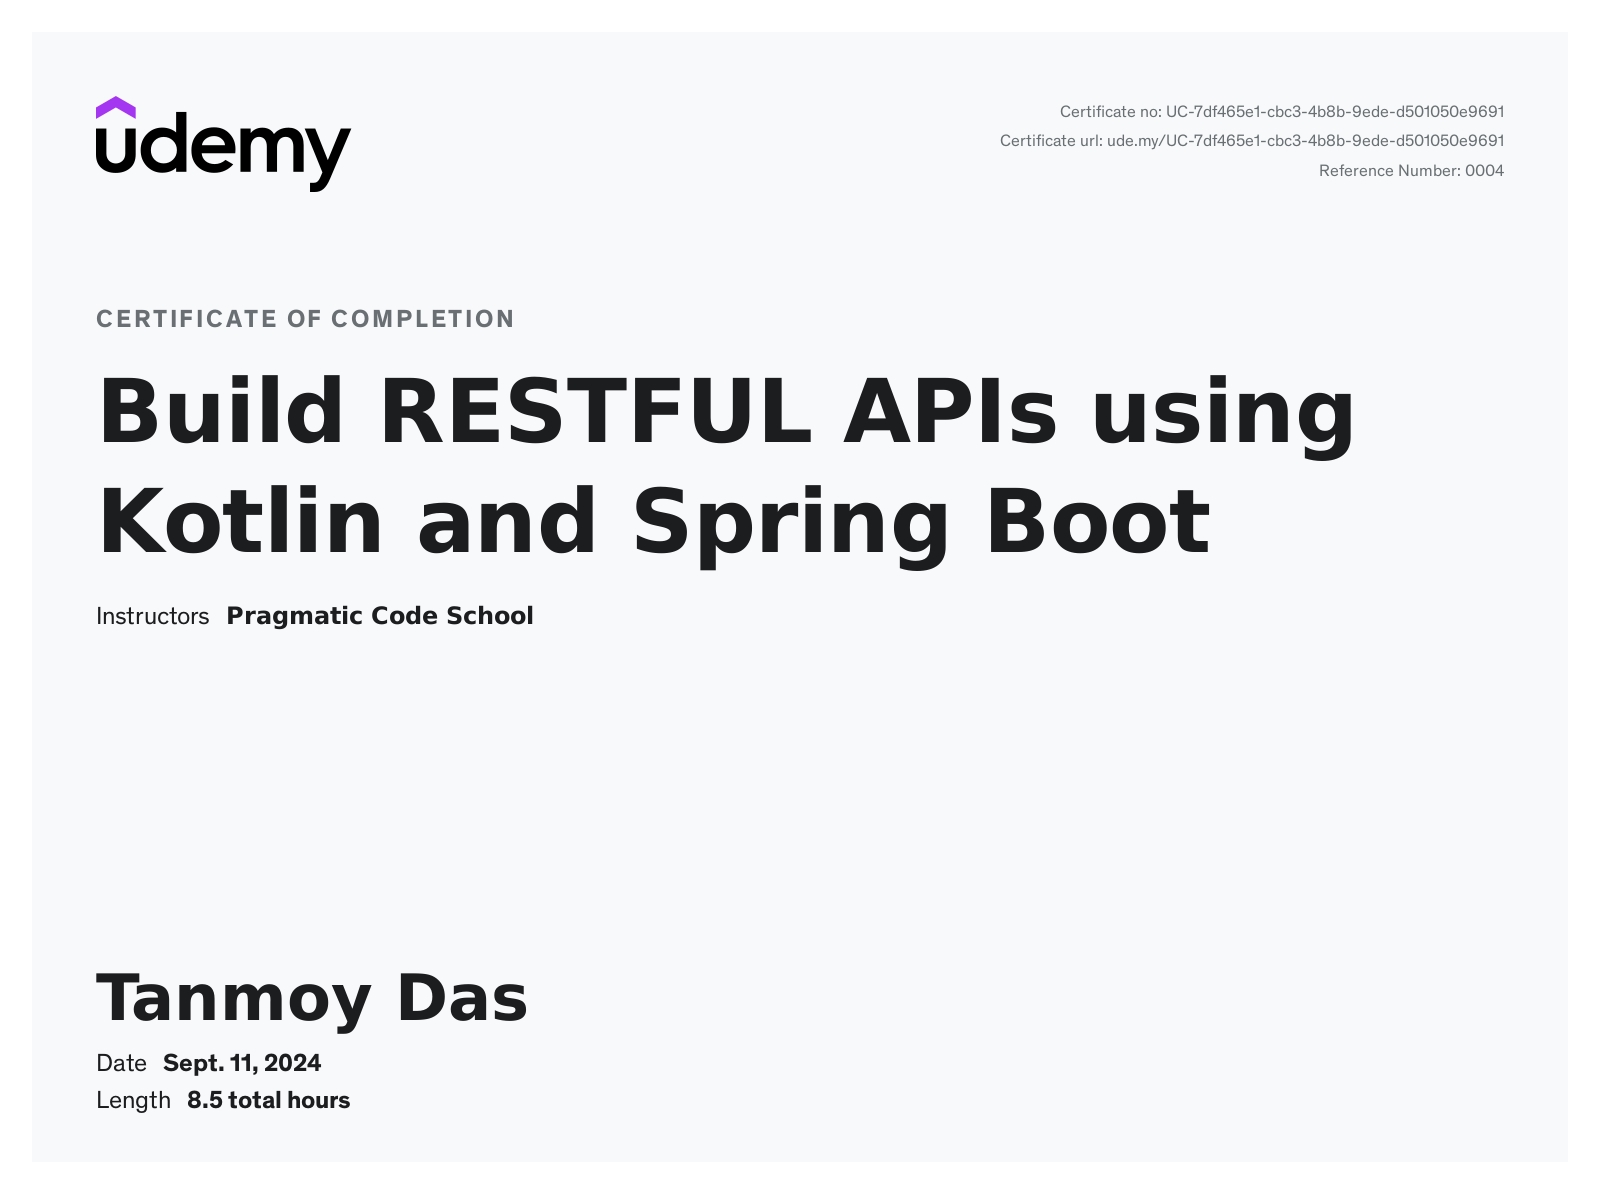 udemy
Certificate no: UC-7df465e1-cbc3-4b8b-9ede-d501050e9691
Certificate url: ude.my/UC-7df465e1-cbc3-4b8b-9ede-d501050e9691
Reference Number: 0004
CERTIFICATE OF COMPLETION
Build RESTFUL APIs using
Kotlin and Spring Boot
Instructors Pragmatic Code School
Tanmoy Das
Date Sept. 11, 2024
Length 8.5 total hours